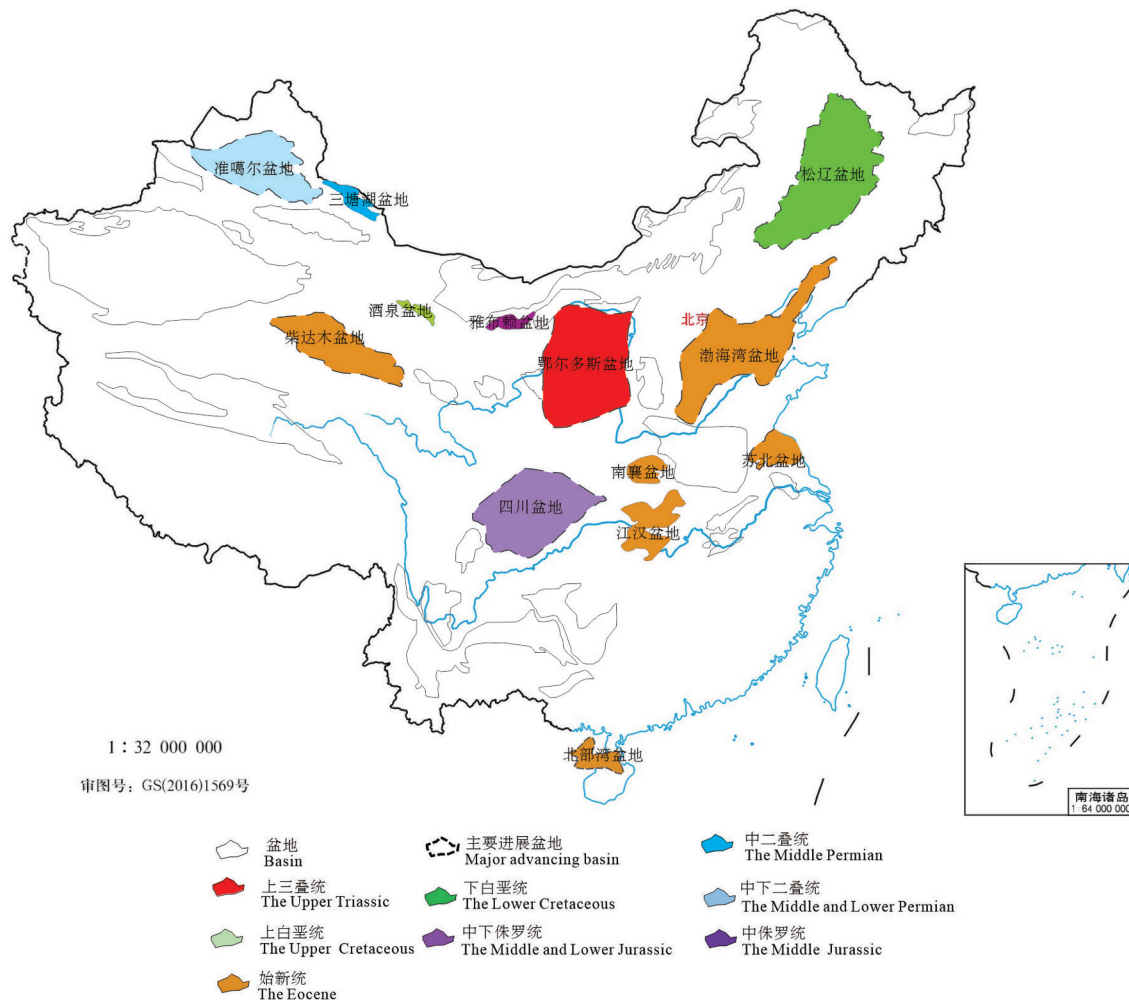 准噶尔盆地
三塘湖盆地
松辽盆地
酒泉盆地
雅布赖盆地
北京
柴达木盆地
鄂尔多斯盆地
渤海湾盆地
南襄盆地
苏北盆地
四川盆地
江汉盆地
北部湾盆地
1：32 000 000
审图号：GS(2016)1569号
南海诸岛
1：64 000 000
盆地
Basin
主要进展盆地
Major advancing basin
中二叠统
The Middle Permian
上三叠统
The Upper Triassic
下白垩统
The Lower Cretaceous
中下二叠统
The Middle and Lower Permian
上白垩统
The Upper Cretaceous
中下侏罗统
The Middle and Lower Jurassic
中侏罗统
The Middle Jurassic
始新统
The Eocene